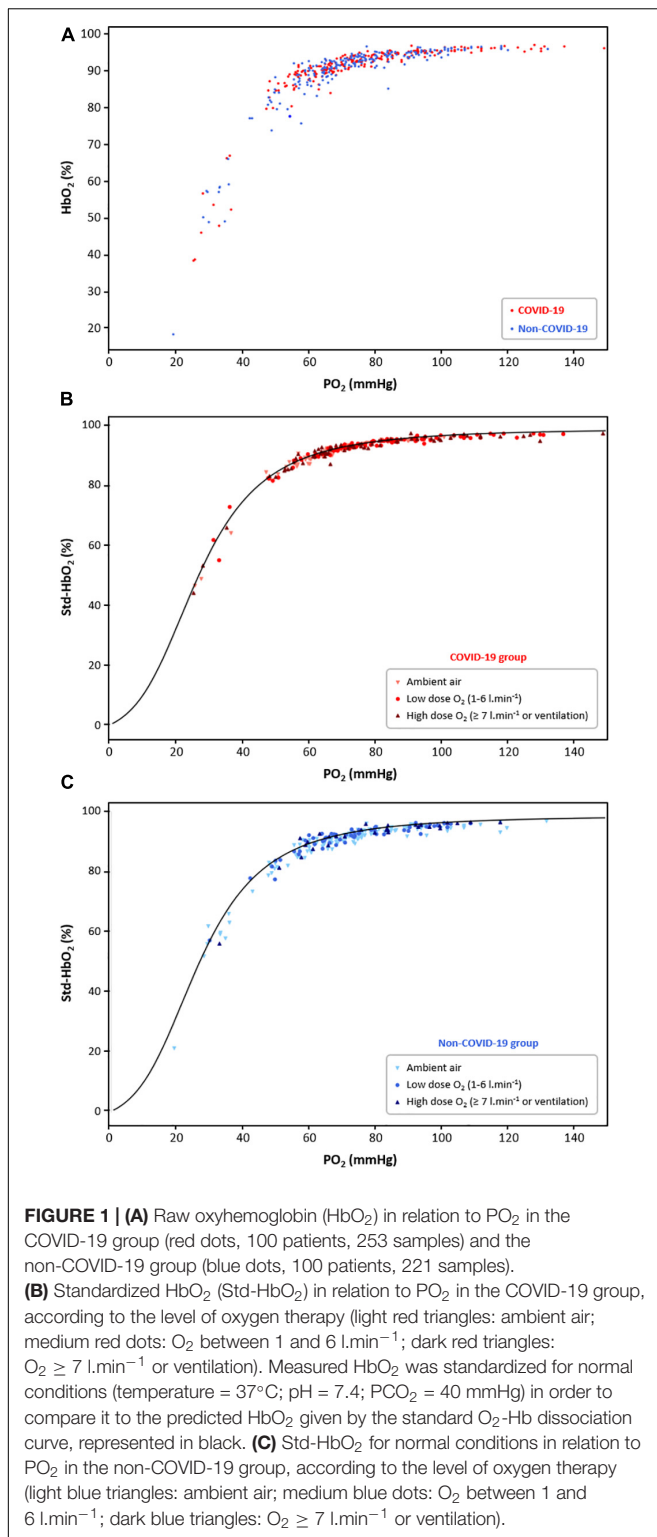 A
100
90
80
70
60
50
40
30
20
HbO2 (%)
COVID-19
Non-COVID-19
0 20 40 60 80 100 120 140
PO2 (mmHg)
B
100
80
60
40
20
0
Std-HbO2 (%)
COVID-19 group
Ambient air
Low dose O2 (1-6 l.min-1)
High dose O2 (≥ 7 l.min-1 or ventilation)
0 20 40 60 80 100 120 140
PO2 (mmHg)
C
100
80
60
40
20
0
Std-HbO2 (%)
Non-COVID-19 group
Ambient air
Low dose O2 (1-6 l.min-1)
High dose O2 (≥ 7 l.min-1 or ventilation)
0 20 40 60 80 100 120 140
PO2 (mmHg)
FIGURE 1 | (A) Raw oxyhemoglobin (HbO2) in relation to PO2 in the
COVID-19 group (red dots, 100 patients, 253 samples) and the
non-COVID-19 group (blue dots, 100 patients, 221 samples).
(B) Standardized HbO2 (Std-HbO2) in relation to PO2 in the COVID-19 group,
according to the level of oxygen therapy (light red triangles: ambient air;
medium red dots: O2 between 1 and 6 l.min−1; dark red triangles:
O2 ≥ 7 l.min−1 or ventilation). Measured HbO2 was standardized for normal
conditions (temperature = 37°C; pH = 7.4; PCO2 = 40 mmHg) in order to
compare it to the predicted HbO2 given by the standard O2-Hb dissociation
curve, represented in black. (C) Std-HbO2 for normal conditions in relation to
PO2 in the non-COVID-19 group, according to the level of oxygen therapy
(light blue triangles: ambient air; medium blue dots: O2 between 1 and
6 l.min−1; dark blue triangles: O2 ≥ 7 l.min−1 or ventilation).